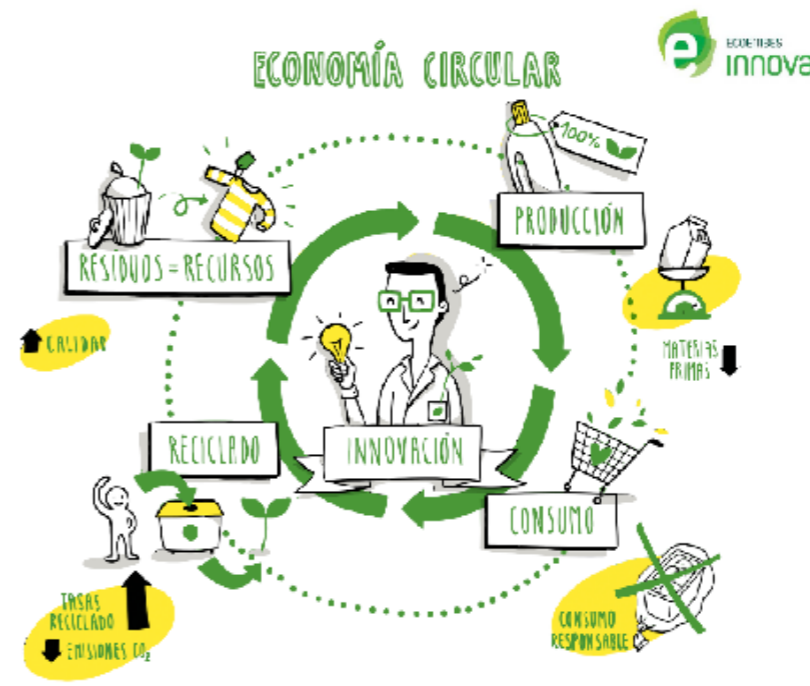 ECONOMÍA CIRCULAR
ECOEMBES
innova
100%
PRODUCCIÓN
RESIDUOS = RECURSOS
CALIDAD
MATERIAS
PRIMAS
RECICLADO
INNOVACIÓN
CONSUMO
TASAS
RECICLADO
EMISIONES CO₂
CONSUMO
RESPONSABLE